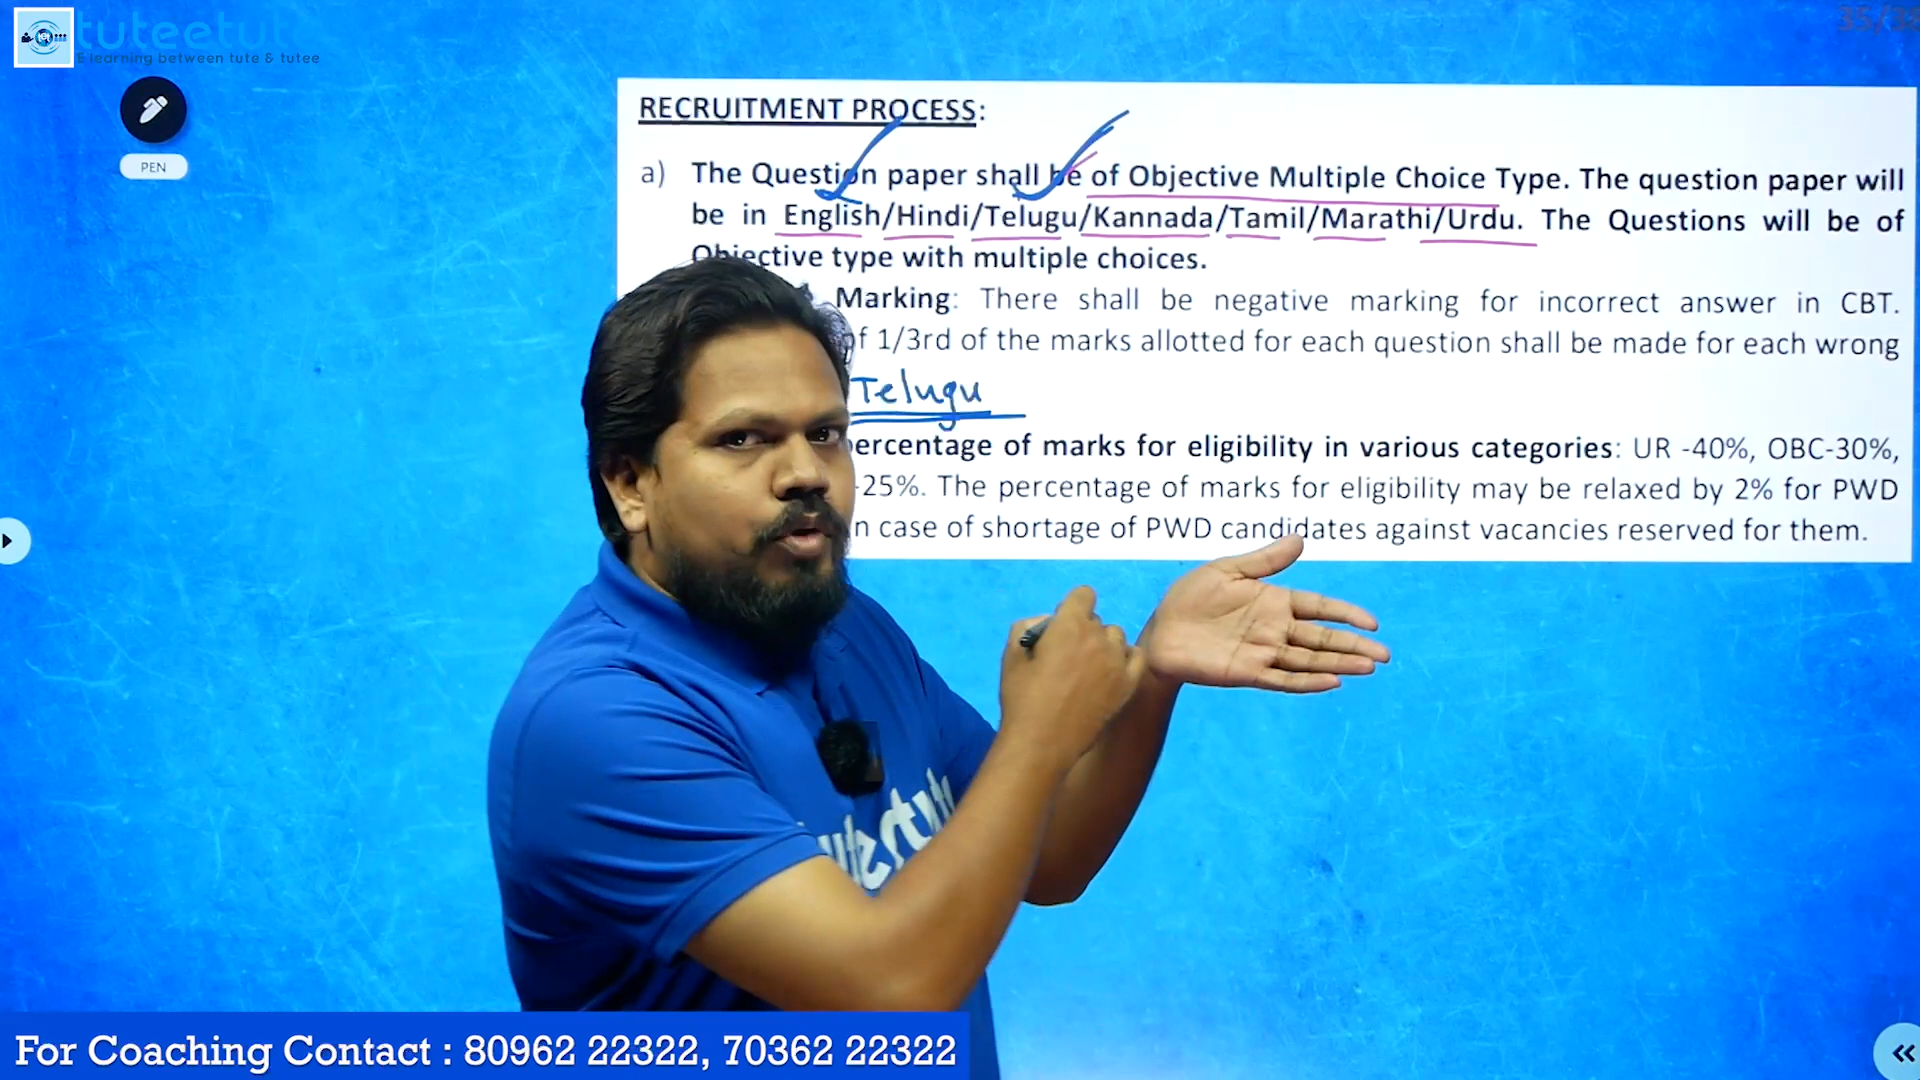 tuteetut
E learning between tute & tutee
PEN
RECRUITMENT PROCESS:
a) The Question paper shall be of Objective Multiple Choice Type. The question paper will
be in English/Hindi/Telugu/Kannada/Tamil/Marathi/Urdu. The Questions will be of
Objective type with multiple choices.
Marking: There shall be negative marking for incorrect answer in CBT.
of 1/3rd of the marks allotted for each question shall be made for each wrong
Telugu
percentage of marks for eligibility in various categories: UR -40%, OBC-30%,
-25%. The percentage of marks for eligibility may be relaxed by 2% for PWD
case of shortage of PWD candidates against vacancies reserved for them.
For Coaching Contact : 80962 22322, 70362 22322